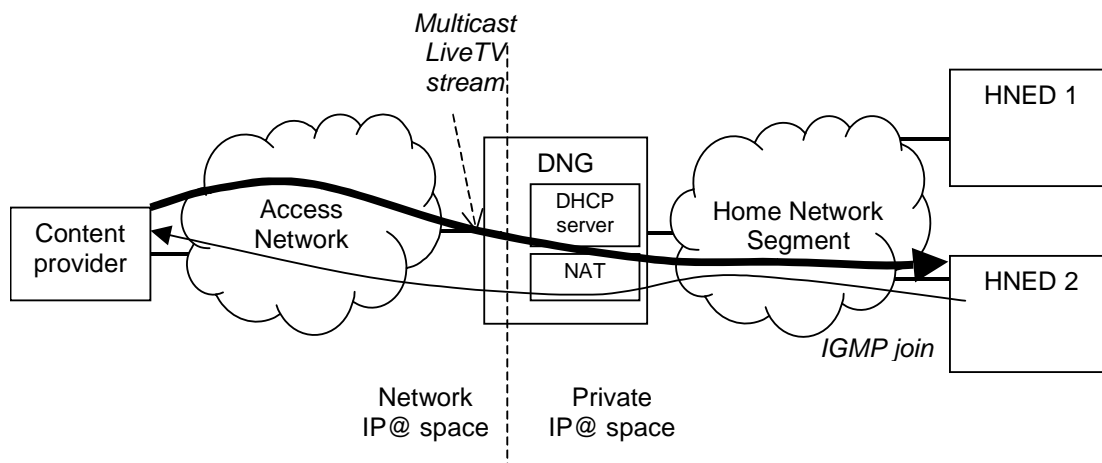 Multicast
LiveTV
stream
HNED 1
DNG
DHCP
server
Access
Network
Home Network
Segment
Content
provider
NAT
HNED 2
IGMP join
Network
IP@ space
Private
IP@ space